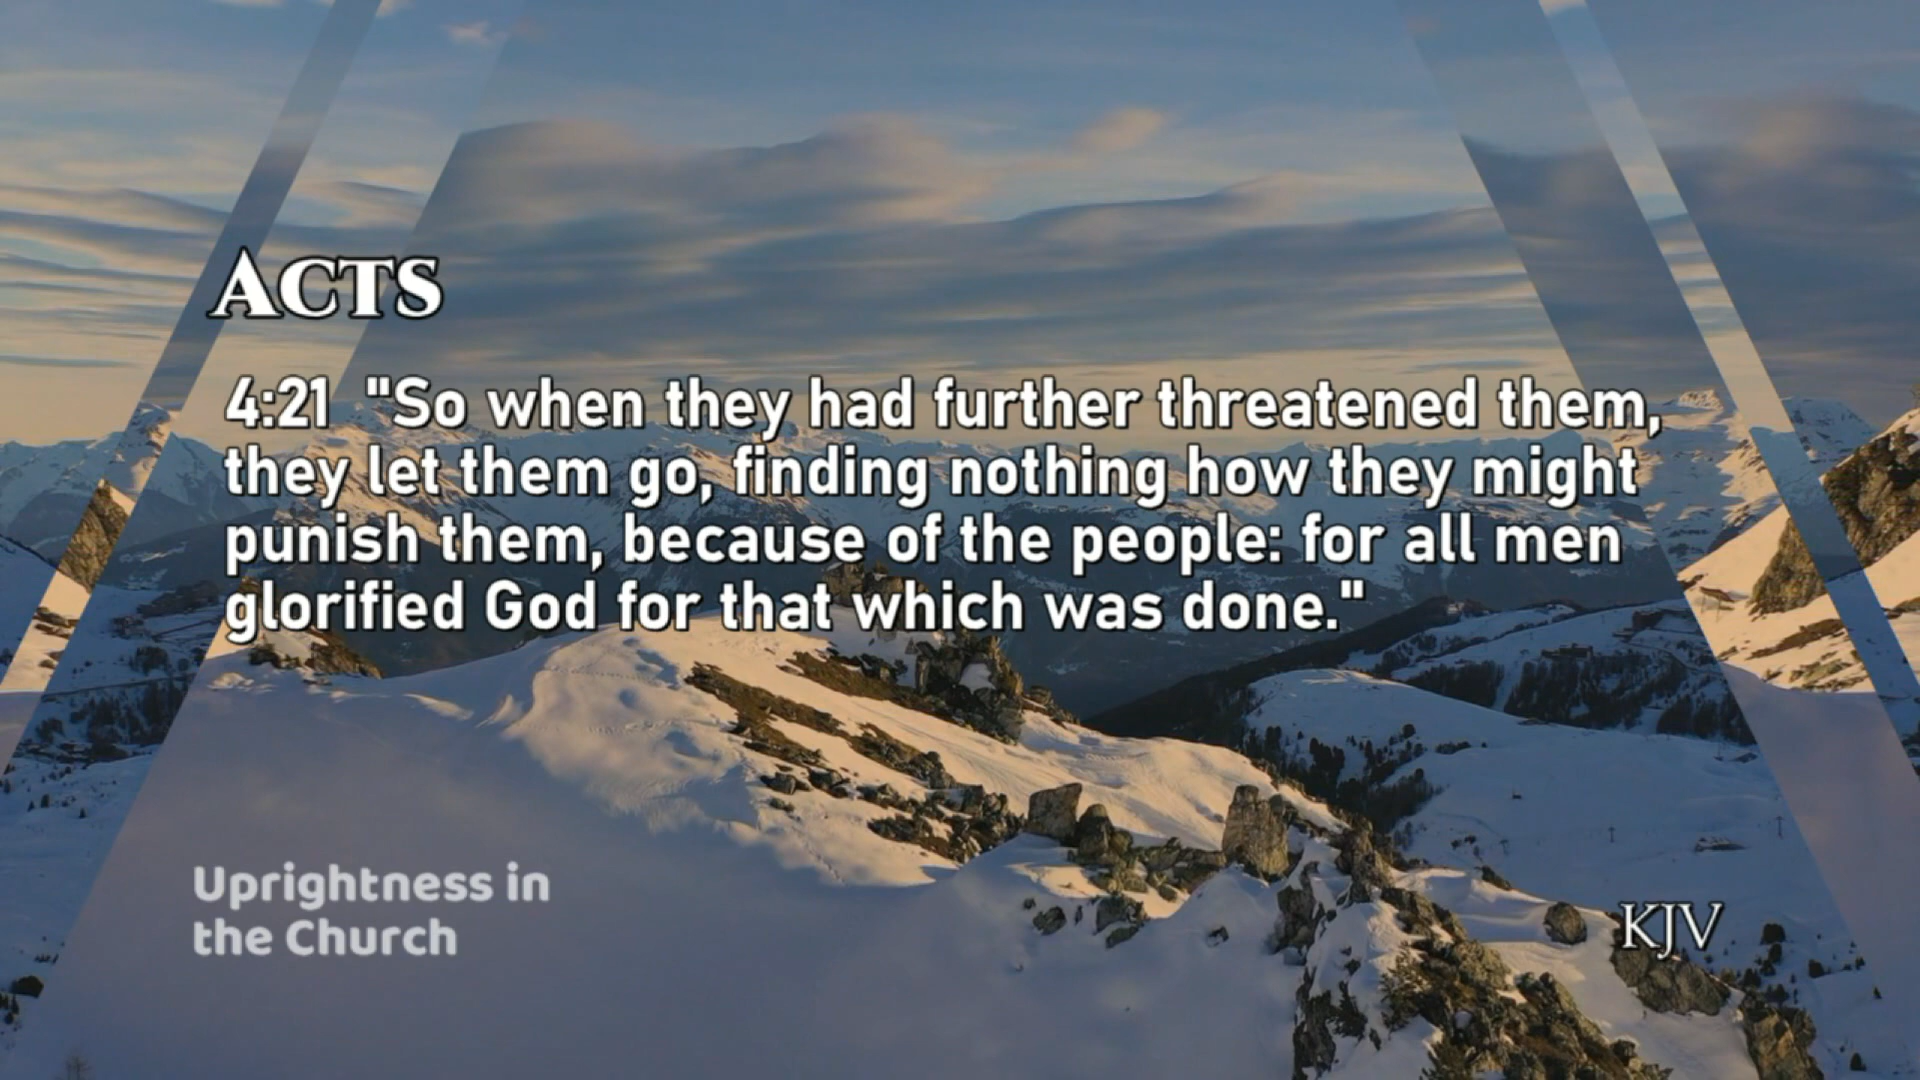 Acts
4:21 "So when they had further threatened them,
they let them go, finding nothing how they might
punish them, because of the people: for all men
glorified God for that which was done."
Uprightness in
the Church
KJV